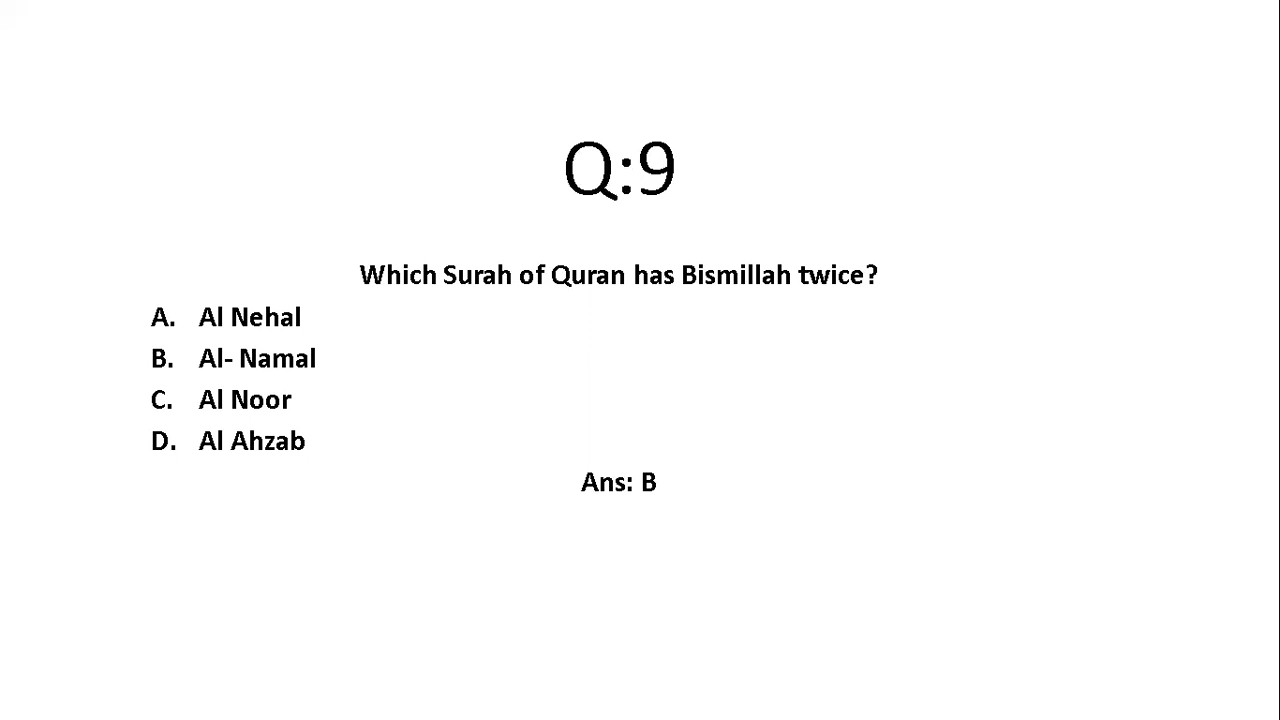 Q:9
Which Surah of Quran has Bismillah twice?
A. Al Nehal
B. Al- Namal
C. Al Noor
D. Al Ahzab
Ans: B